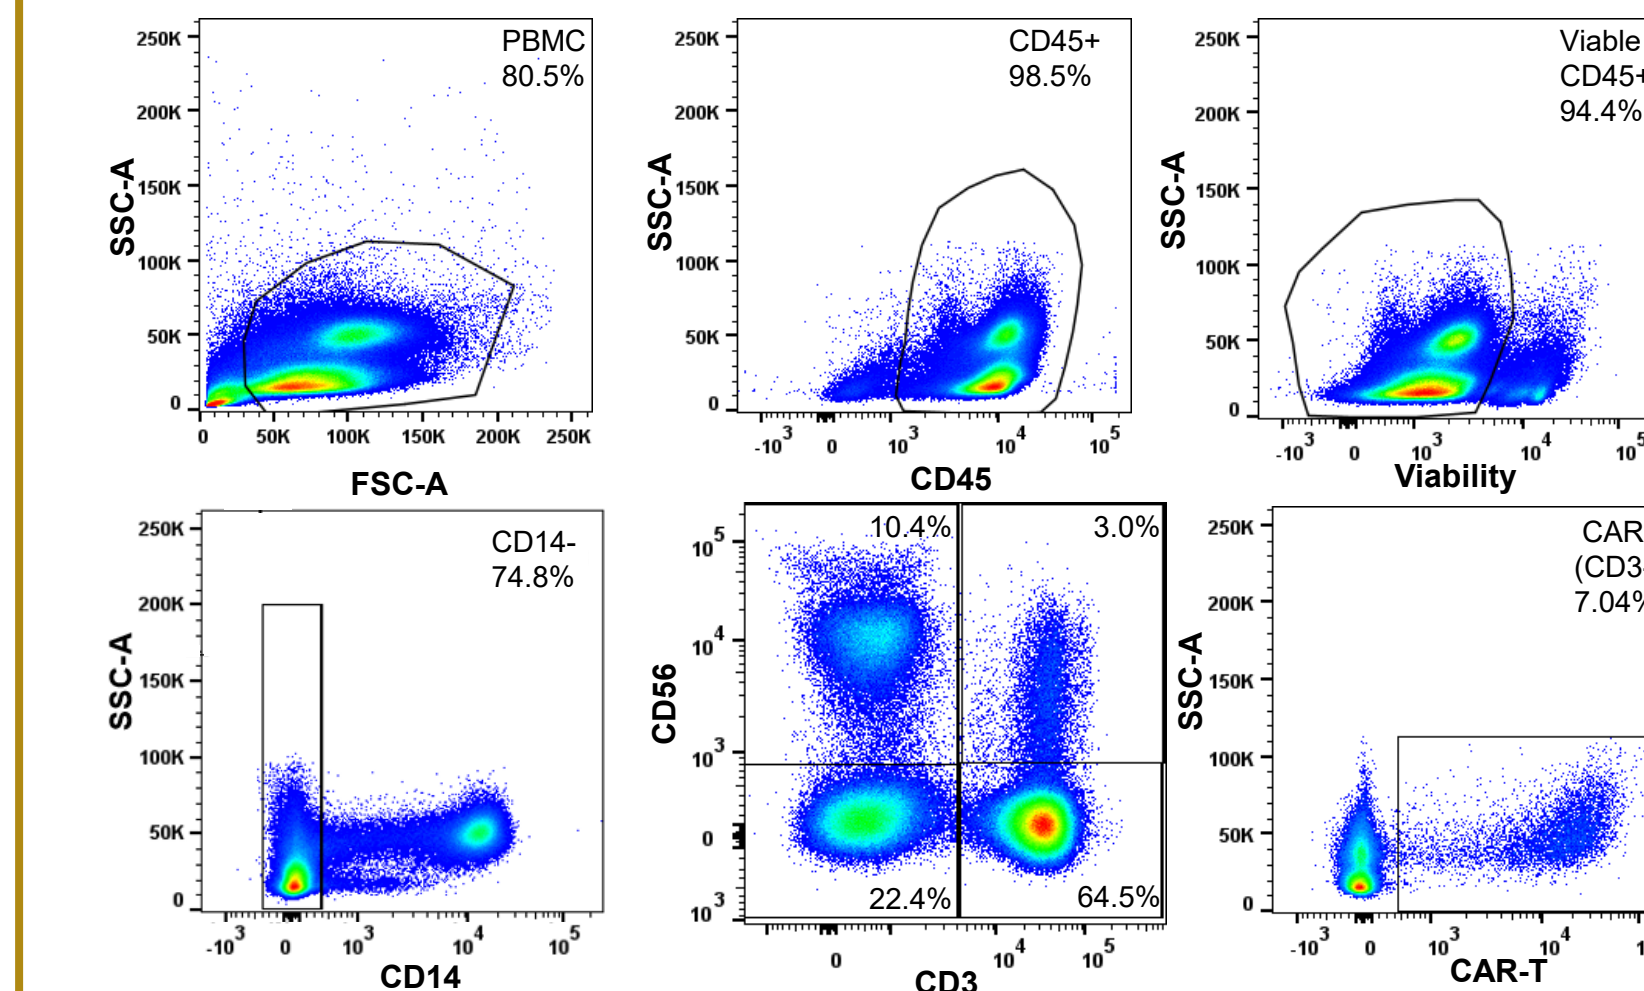 PBMC
80.5%
250K
200K
150K
100K
50K
0
SSC-A
0 50K 100K 150K 200K 250K
FSC-A
CD45+
98.5%
250K
200K
150K
100K
50K
0
SSC-A
-10³ 0 10³ 10⁴ 10⁵
CD45
Viable
CD45+
94.4%
250K
200K
150K
100K
50K
0
SSC-A
-10³ 0 10³ 10⁴ 10⁵
Viability
CD14-
74.8%
250K
200K
150K
100K
50K
0
SSC-A
-10³ 0 10³ 10⁴ 10⁵
CD14
10.4% 3.0%
10⁵
10⁴
10³
0
10³
CD56
22.4% 64.5%
0 10⁴ 10⁵
CD3
CAR
(CD3
7.04%
250K
200K
150K
100K
50K
0
SSC-A
-10³ 0 10³ 10⁴ 1
CAR-T